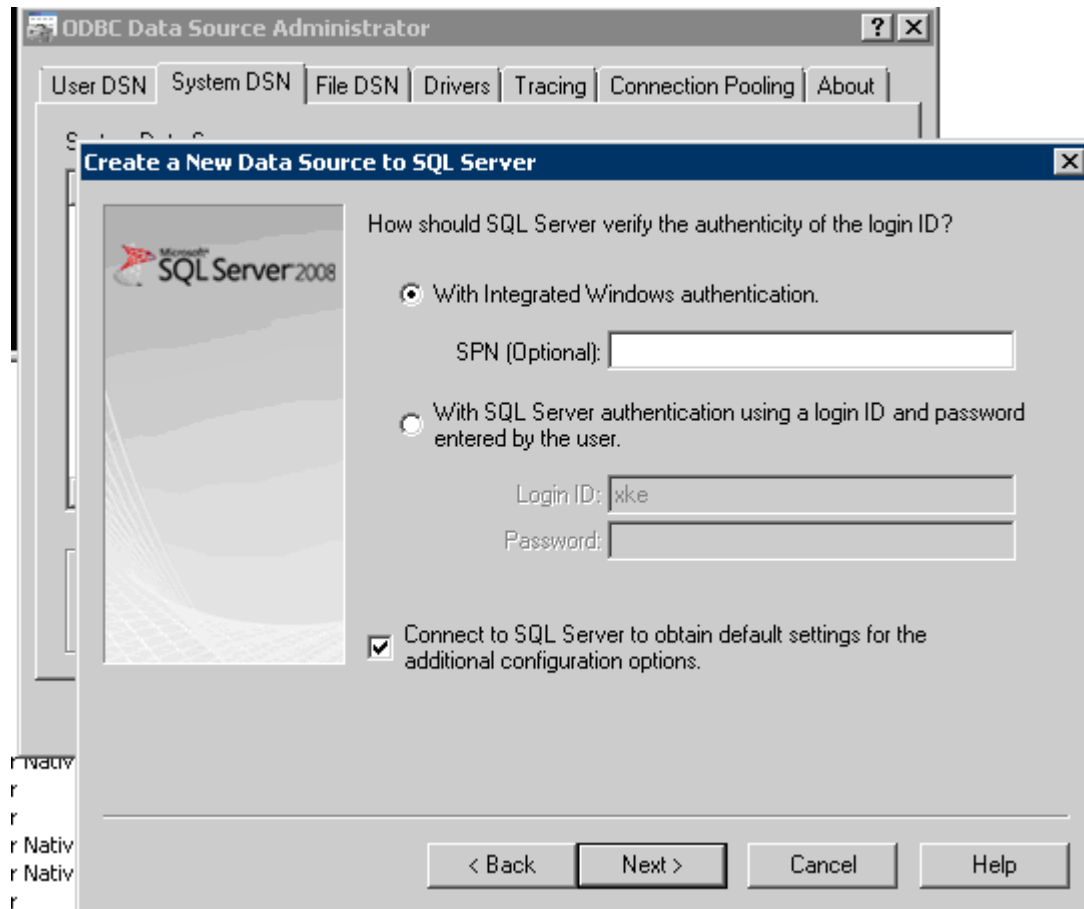 ODBC Data Source Administrator
User DSN System DSN File DSN Drivers Tracing Connection Pooling About
Create a New Data Source to SQL Server
Microsoft
SQL Server 2008
How should SQL Server verify the authenticity of the login ID?
With Integrated Windows authentication.
SPN (Optional):
With SQL Server authentication using a login ID and password
entered by the user.
Login ID: xke
Password:
Connect to SQL Server to obtain default settings for the
additional configuration options.
r Nativ
r
r
r Nativ
r Nativ
r
< Back Next > Cancel Help